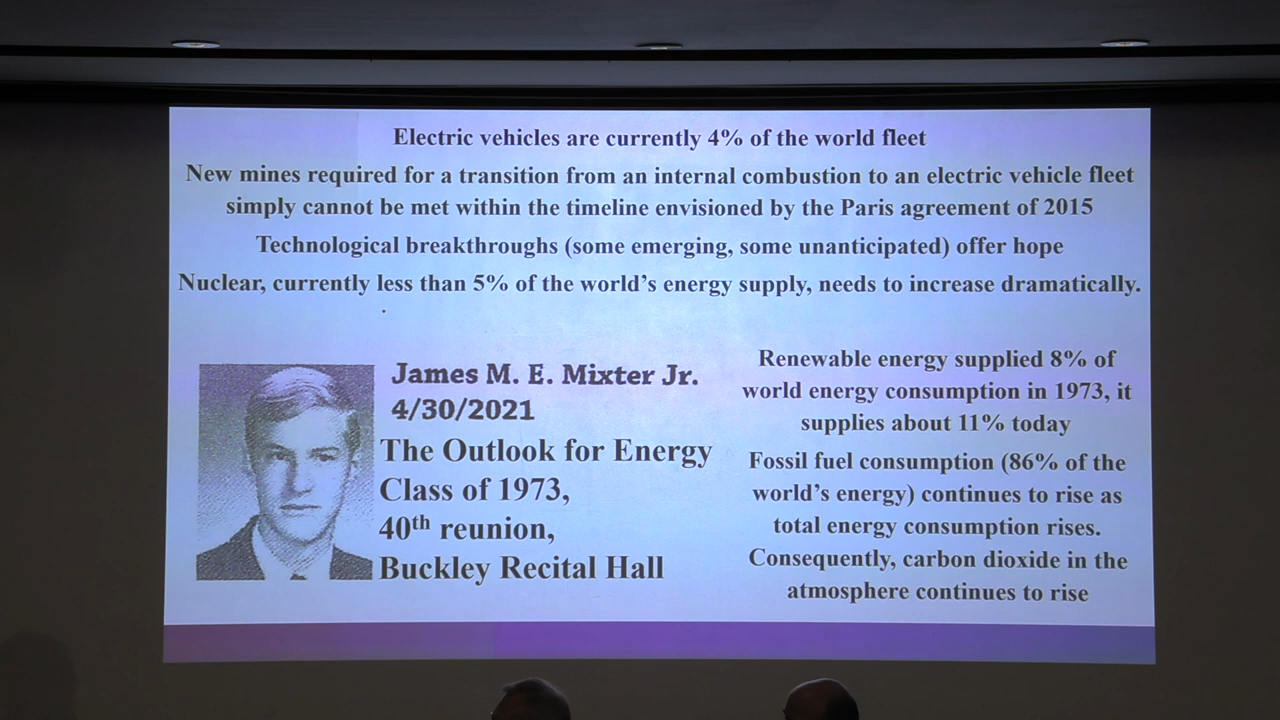 Electric vehicles are currently 4% of the world fleet
New mines required for a transition from an internal combustion to an electric vehicle fleet
simply cannot be met within the timeline envisioned by the Paris agreement of 2015
Technological breakthroughs (some emerging, some unanticipated) offer hope
Nuclear, currently less than 5% of the world's energy supply, needs to increase dramatically.
James M. E. Mixter Jr.
4/30/2021
The Outlook for Energy
Class of 1973,
40th reunion,
Buckley Recital Hall
Renewable energy supplied 8% of
world energy consumption in 1973, it
supplies about 11% today
Fossil fuel consumption (86% of the
world's energy) continues to rise as
total energy consumption rises.
Consequently, carbon dioxide in the
atmosphere continues to rise